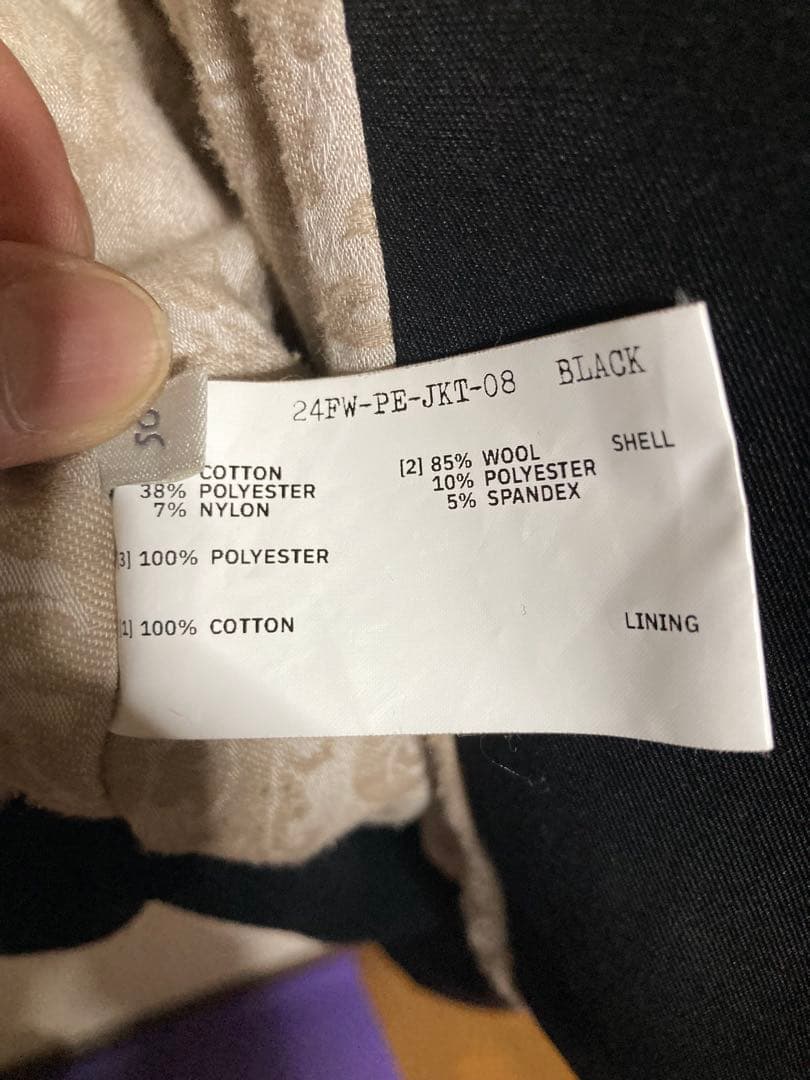 24FW-PE-JKT-08 BLACK
50
COTTON
38% POLYESTER
7% NYLON
[2] 85% WOOL
10% POLYESTER
5% SPANDEX
SHELL
3] 100% POLYESTER
1] 100% COTTON
LINING